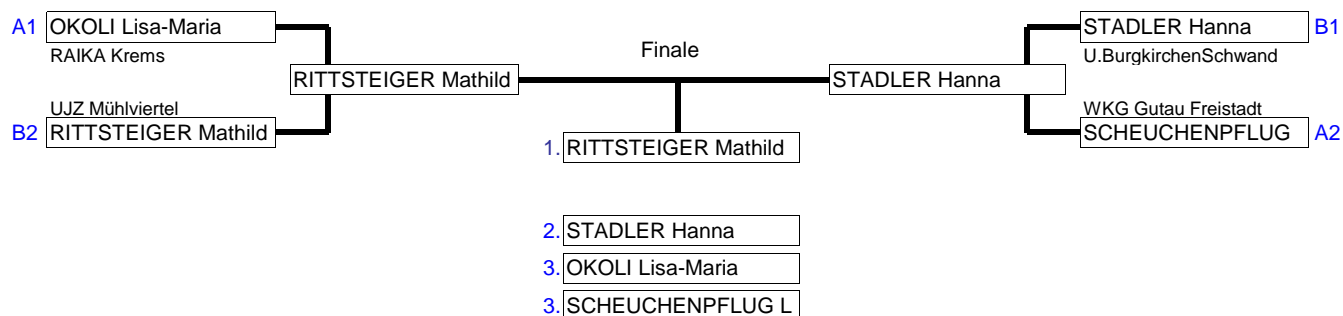 A1 OKOLI Lisa-Maria
RAIKA Krems
Finale
STADLER Hanna B1
U.BurgkirchenSchwand
RITTSTEIGER Mathild
STADLER Hanna
UJZ Mühlviertel
B2 RITTSTEIGER Mathild
WKG Gutau Freistadt
SCHEUCHENPFLUG A2
1. RITTSTEIGER Mathild
2. STADLER Hanna
3. OKOLI Lisa-Maria
3. SCHEUCHENPFLUG L